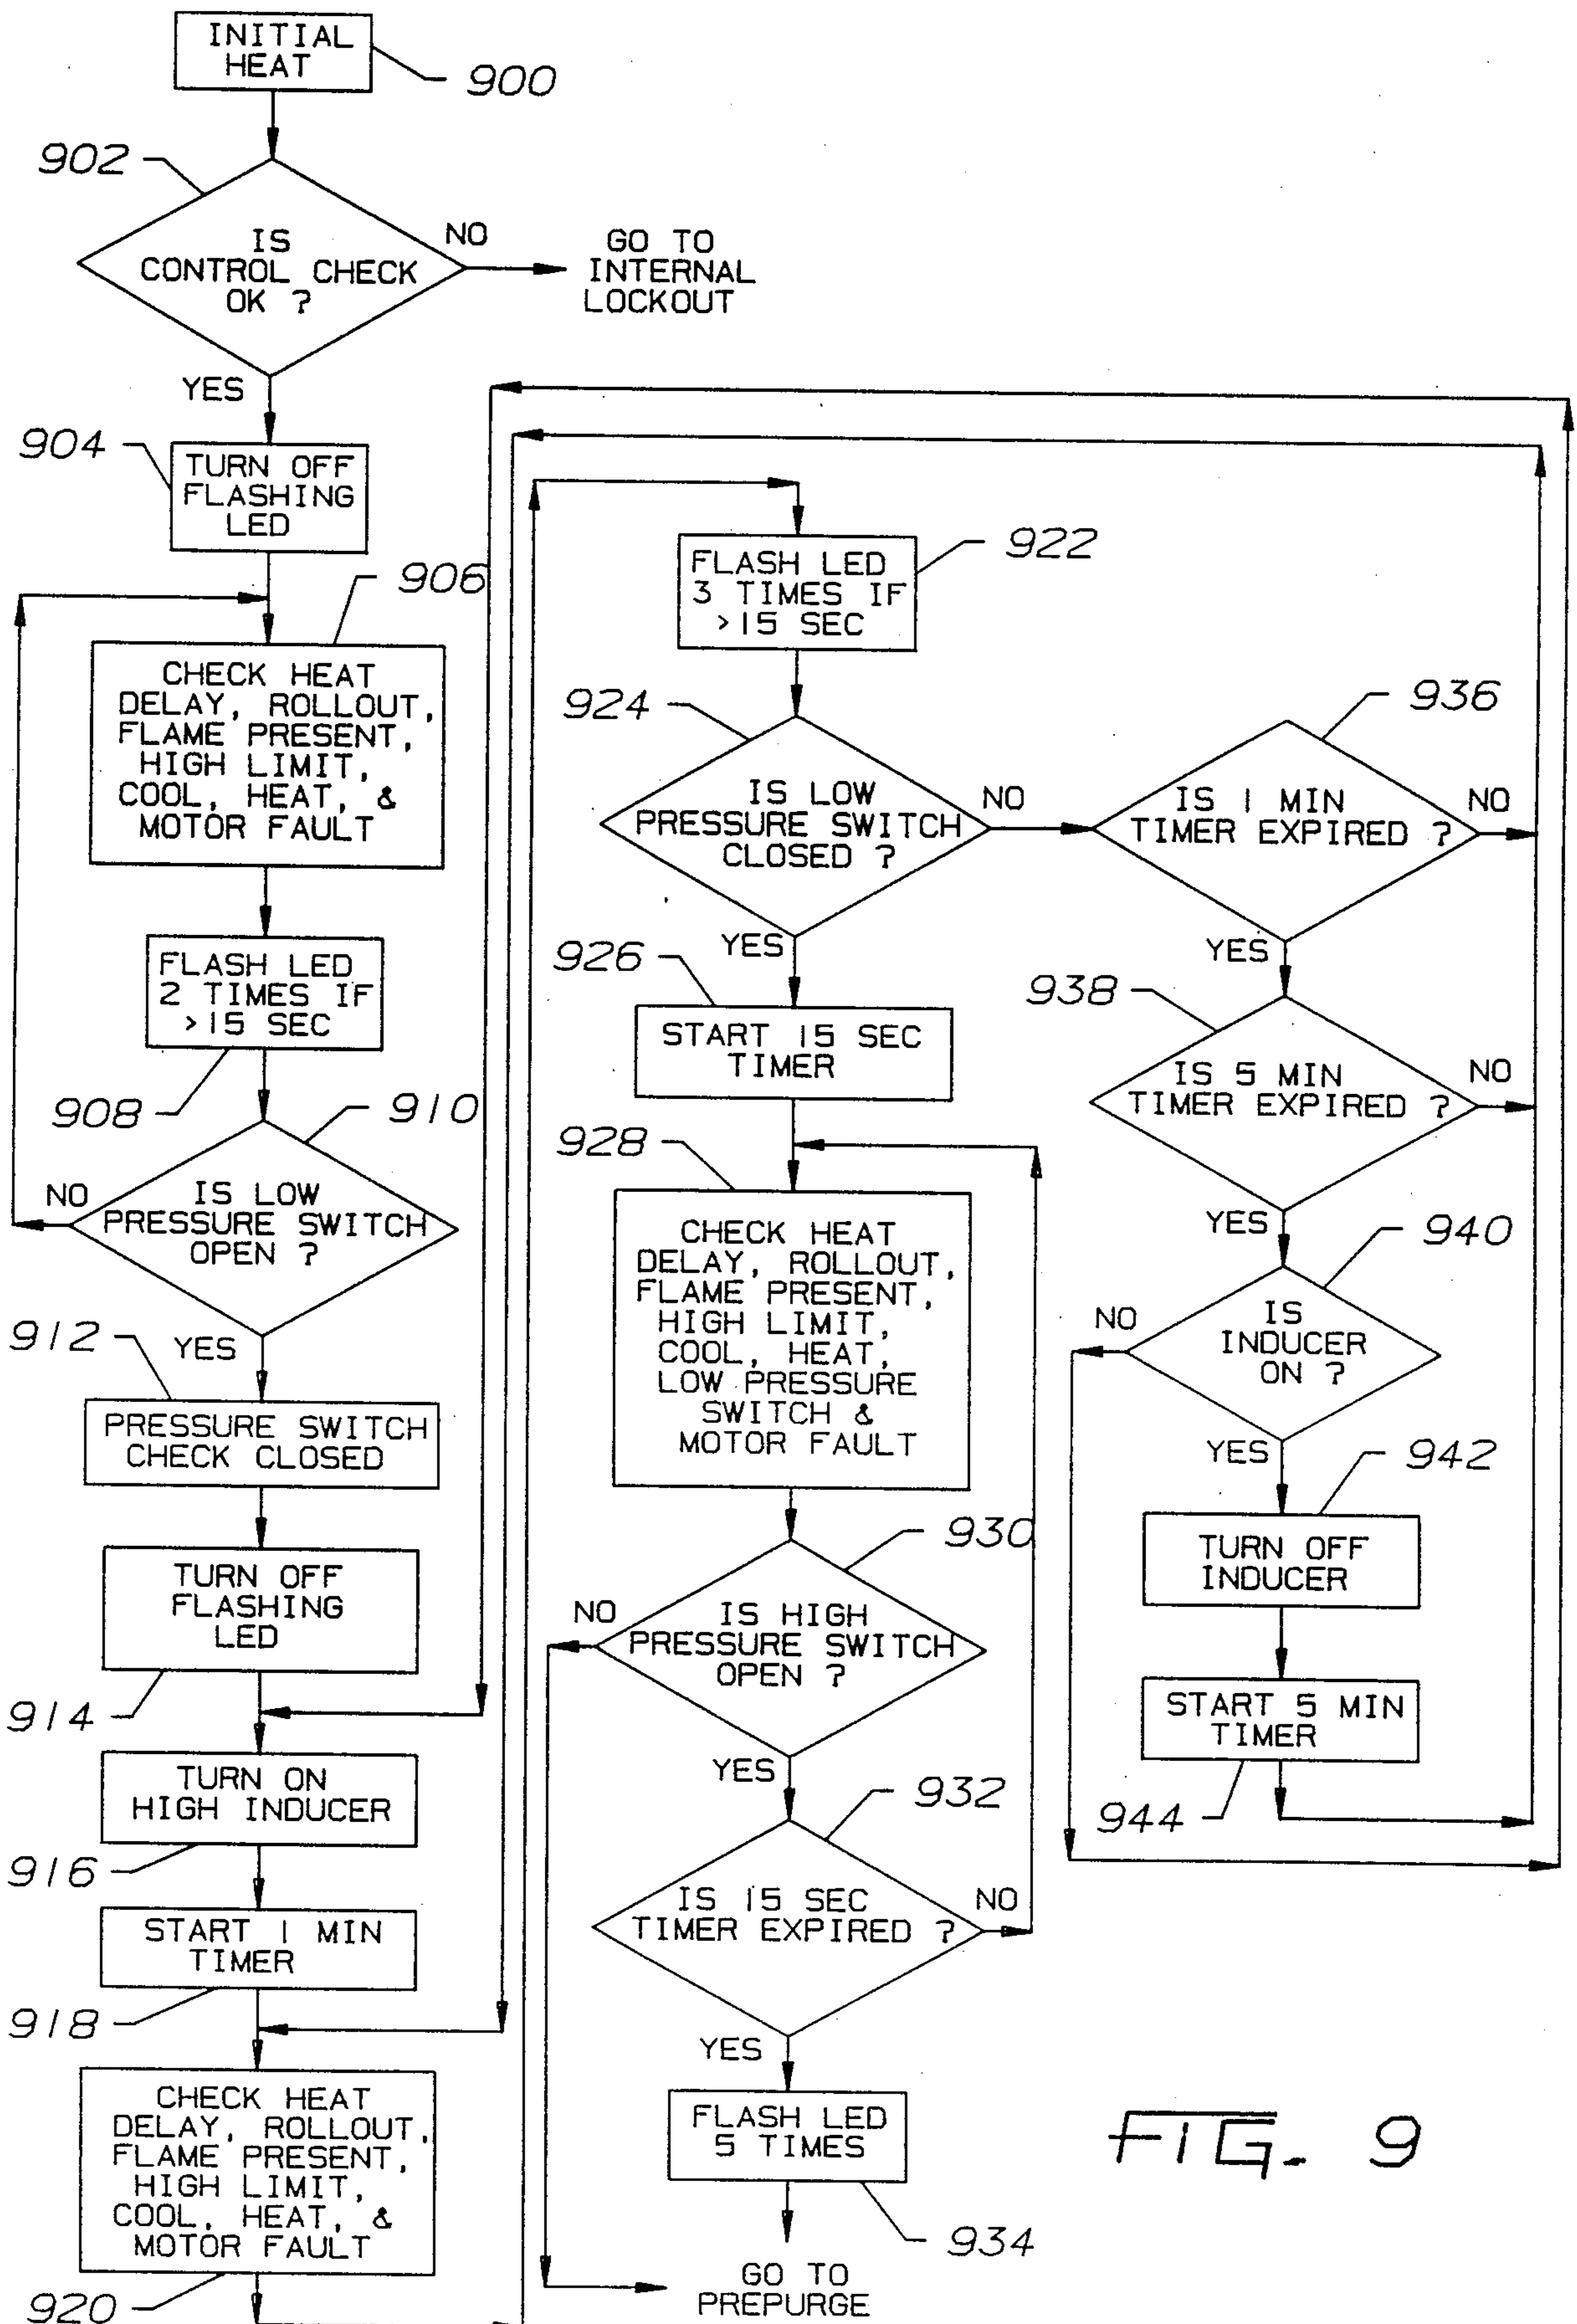 INITIAL
HEAT
900
902
IS
CONTROL CHECK
OK ?
NO
GO TO
INTERNAL
LOCKOUT
YES
904
TURN OFF
FLASHING
LED
906
CHECK HEAT
DELAY, ROLLOUT,
FLAME PRESENT,
HIGH LIMIT,
COOL, HEAT, &
MOTOR FAULT
FLASH LED
2 TIMES IF
>15 SEC
908
910
NO
IS LOW
PRESSURE SWITCH
OPEN ?
YES
912
PRESSURE SWITCH
CHECK CLOSED
TURN OFF
FLASHING
LED
914
TURN ON
HIGH INDUCER
916
START 1 MIN
TIMER
918
CHECK HEAT
DELAY, ROLLOUT,
FLAME PRESENT,
HIGH LIMIT,
COOL, HEAT, &
MOTOR FAULT
920
FLASH LED
3 TIMES IF
>15 SEC
922
924
IS LOW
PRESSURE SWITCH
CLOSED ?
NO
YES
926
START 15 SEC
TIMER
928
CHECK HEAT
DELAY, ROLLOUT,
FLAME PRESENT,
HIGH LIMIT,
COOL, HEAT,
LOW PRESSURE
SWITCH &
MOTOR FAULT
930
NO
IS HIGH
PRESSURE SWITCH
OPEN ?
YES
932
IS 15 SEC
TIMER EXPIRED ?
NO
YES
FLASH LED
5 TIMES
934
GO TO
PREPURGE
936
IS 1 MIN
TIMER EXPIRED ?
NO
YES
938
IS 5 MIN
TIMER EXPIRED ?
NO
YES
940
NO
IS
INDUCER
ON ?
YES
942
TURN OFF
INDUCER
START 5 MIN
TIMER
944
FIG. 9